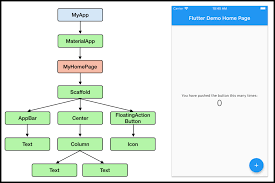 MyApp
MaterialApp
MyHomePage
Scaffold
AppBar
Center
FloatingAction
Button
Text
Column
Icon
Text
Text
Flutter Demo Home Page
You have pushed the button this many times:
0
+